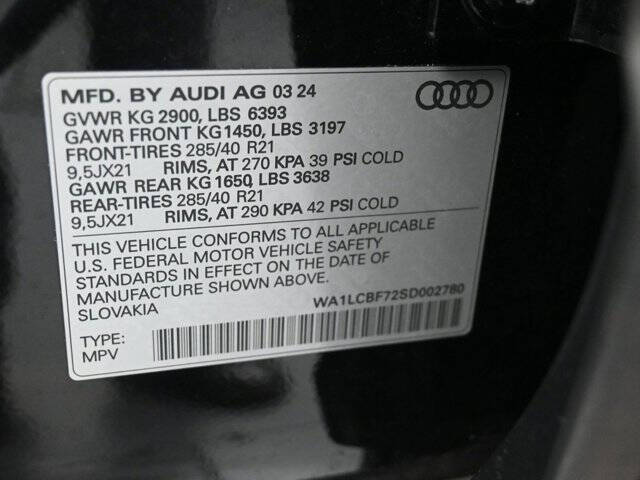 MFD. BY AUDI AG 03 24
GVWR KG 2900, LBS 6393
GAWR FRONT KG1450, LBS 3197
FRONT-TIRES 285/40 R21
9,5JX21 RIMS, AT 270 KPA 39 PSI COLD
GAWR REAR KG 1650, LBS 3638
REAR-TIRES 285/40 R21
9,5JX21 RIMS, AT 290 KPA 42 PSI COLD
THIS VEHICLE CONFORMS TO ALL APPLICABLE
U.S. FEDERAL MOTOR VEHICLE SAFETY
STANDARDS IN EFFECT ON THE DATE OF
MANUFACTURE SHOWN ABOVE.
SLOVAKIA
WA1LCBF72SD002780
TYPE:
MPV